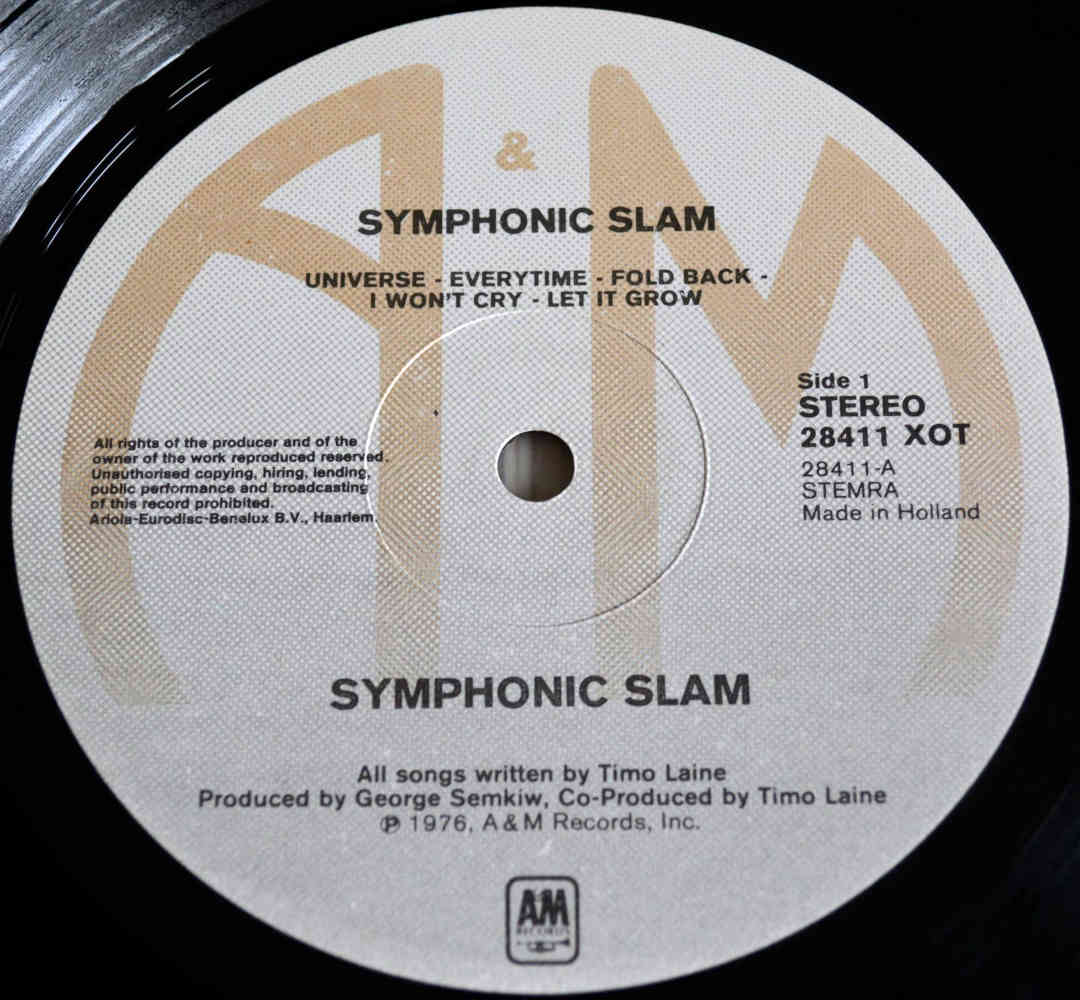 A & M
SYMPHONIC SLAM
UNIVERSE - EVERYTIME - FOLD BACK -
I WON'T CRY - LET IT GROW
Side 1
STEREO
28411 XOT
28411-A
STEMRA
Made in Holland
All rights of the producer and of the
owner of the work reproduced reserved.
Unauthorised copying, hiring, lending,
public performance and broadcasting
of this record prohibited.
Ariola-Eurodisc-Benelux B.V., Haarlem.
SYMPHONIC SLAM
All songs written by Timo Laine
Produced by George Semkiw, Co-Produced by Timo Laine
℗ 1976, A&M Records, Inc.
A&M
RECORDS